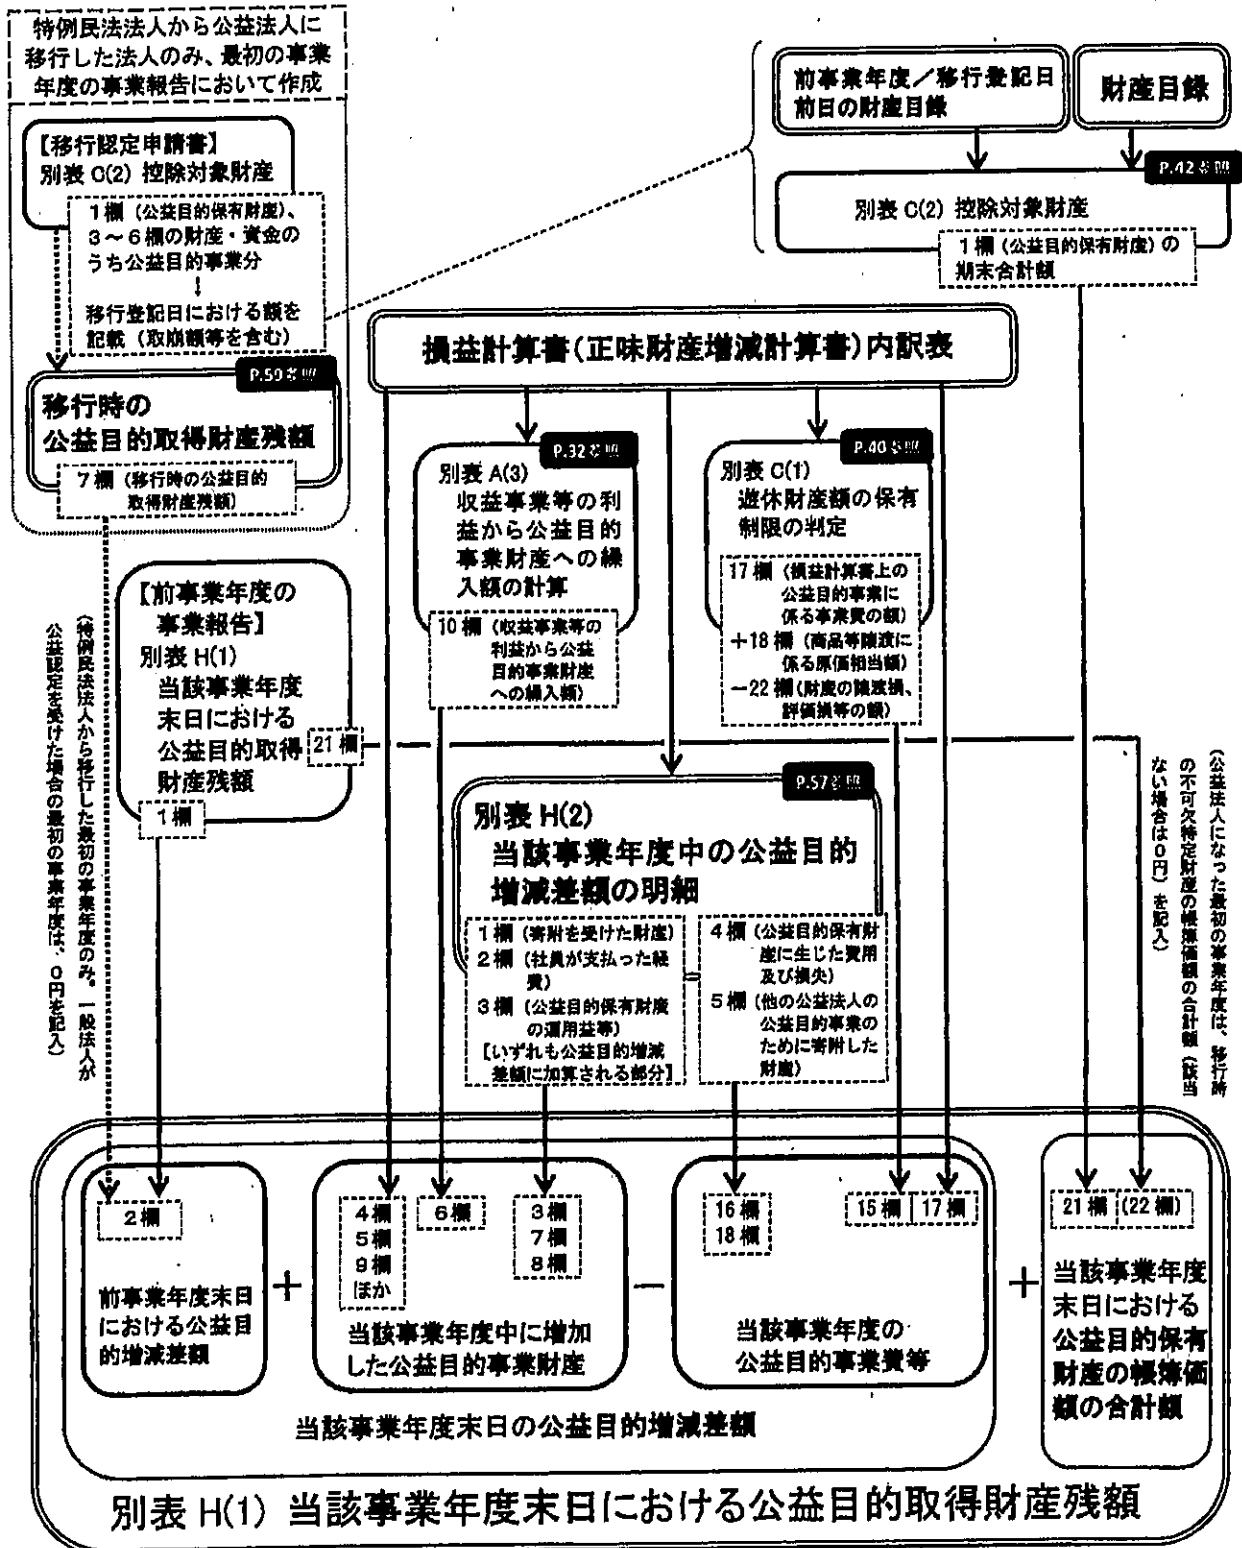 特例民法法人から公益法人に
移行した法人のみ、最初の事業
年度の事業報告において作成
【移行認定申請書】
別表 C(2) 控除対象財産
1欄（公益目的保有財産）、
3～6欄の財産・資金の
うち公益目的事業分
↓
移行登記日における額を
記載（取崩額等を含む）
P.59参照
移行時の
公益目的取得財産残額
7欄（移行時の公益目的
取得財産残額）
前事業年度／移行登記日
前日の財産目録
財産目録
P.42参照
別表 C(2) 控除対象財産
1欄（公益目的保有財産）の
期末合計額
損益計算書（正味財産増減計算書）内訳表
P.32参照
別表 A(3)
収益事業等の利
益から公益目的
事業財産への繰
入額の計算
10欄（収益事業等の
利益から公益
目的事業財産
への繰入額）
P.40参照
別表 C(1)
遊休財産額の保有
制限の判定
17欄（損益計算書上の
公益目的事業に
係る事業費の額）
＋18欄（商品等譲渡に
係る原価相当額）
－22欄（財産の譲渡損、
評価損等の額）
【前事業年度の
事業報告】
別表 H(1)
当該事業年度
末日における
公益目的取得
財産残額
21欄
1欄
（特例民法法人から移行した最初の事業年度のみ。一般法人が
公益認定を受けた場合の最初の事業年度は、０円を記入）
P.57参照
別表 H(2)
当該事業年度中の公益目的
増減差額の明細
1欄（寄附を受けた財産）
2欄（社員が支払った経
費）
3欄（公益目的保有財産
の運用益等）
［いずれも公益目的増減
差額に加算される部分］
4欄（公益目的保有財
産に生じた費用
及び損失）
5欄（他の公益法人の
公益目的事業の
ために寄附した
財産）
（公益法人になった最初の事業年度は、移行時
の不可欠特定財産の帳簿価額の合計額（該当
ない場合は０円）を記入）
2欄
前事業年度末日
における公益目
的増減差額
＋
4欄
5欄
9欄
ほか
6欄
3欄
7欄
8欄
当該事業年度中に増加
した公益目的事業財産
－
16欄
18欄
15欄
17欄
当該事業年度の
公益目的事業費等
＋
21欄
（22欄）
当該事業年度
末日における
公益目的保有
財産の帳簿価
額の合計額
当該事業年度末日の公益目的増減差額
別表 H(1) 当該事業年度末日における公益目的取得財産残額